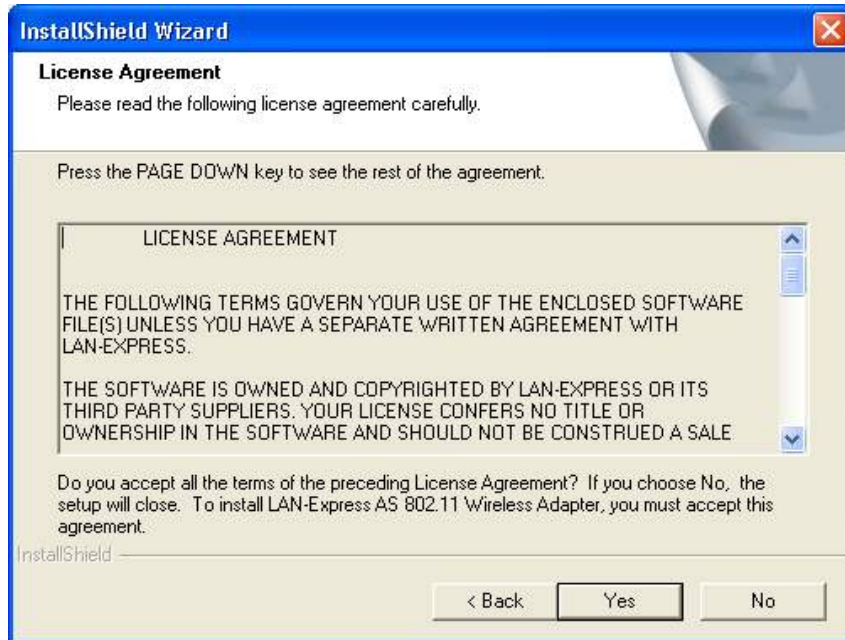 InstallShield Wizard
License Agreement
Please read the following license agreement carefully.
Press the PAGE DOWN key to see the rest of the agreement.
LICENSE AGREEMENT
THE FOLLOWING TERMS GOVERN YOUR USE OF THE ENCLOSED SOFTWARE
FILE(S) UNLESS YOU HAVE A SEPARATE WRITTEN AGREEMENT WITH
LAN-EXPRESS.
THE SOFTWARE IS OWNED AND COPYRIGHTED BY LAN-EXPRESS OR ITS
THIRD PARTY SUPPLIERS. YOUR LICENSE CONFERS NO TITLE OR
OWNERSHIP IN THE SOFTWARE AND SHOULD NOT BE CONSTRUED A SALE
Do you accept all the terms of the preceding License Agreement? If you choose No, the
setup will close. To install LAN-Express AS 802.11 Wireless Adapter, you must accept this
agreement.
InstallShield
< Back Yes No